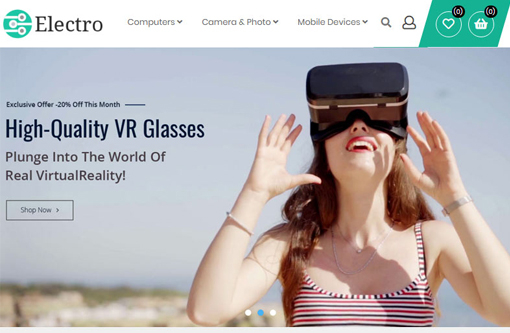 Electro
Computers
Camera & Photo
Mobile Devices
(0)
(0)
Exclusive Offer -20% Off This Month
High-Quality VR Glasses
Plunge Into The World Of
Real VirtualReality!
Shop Now